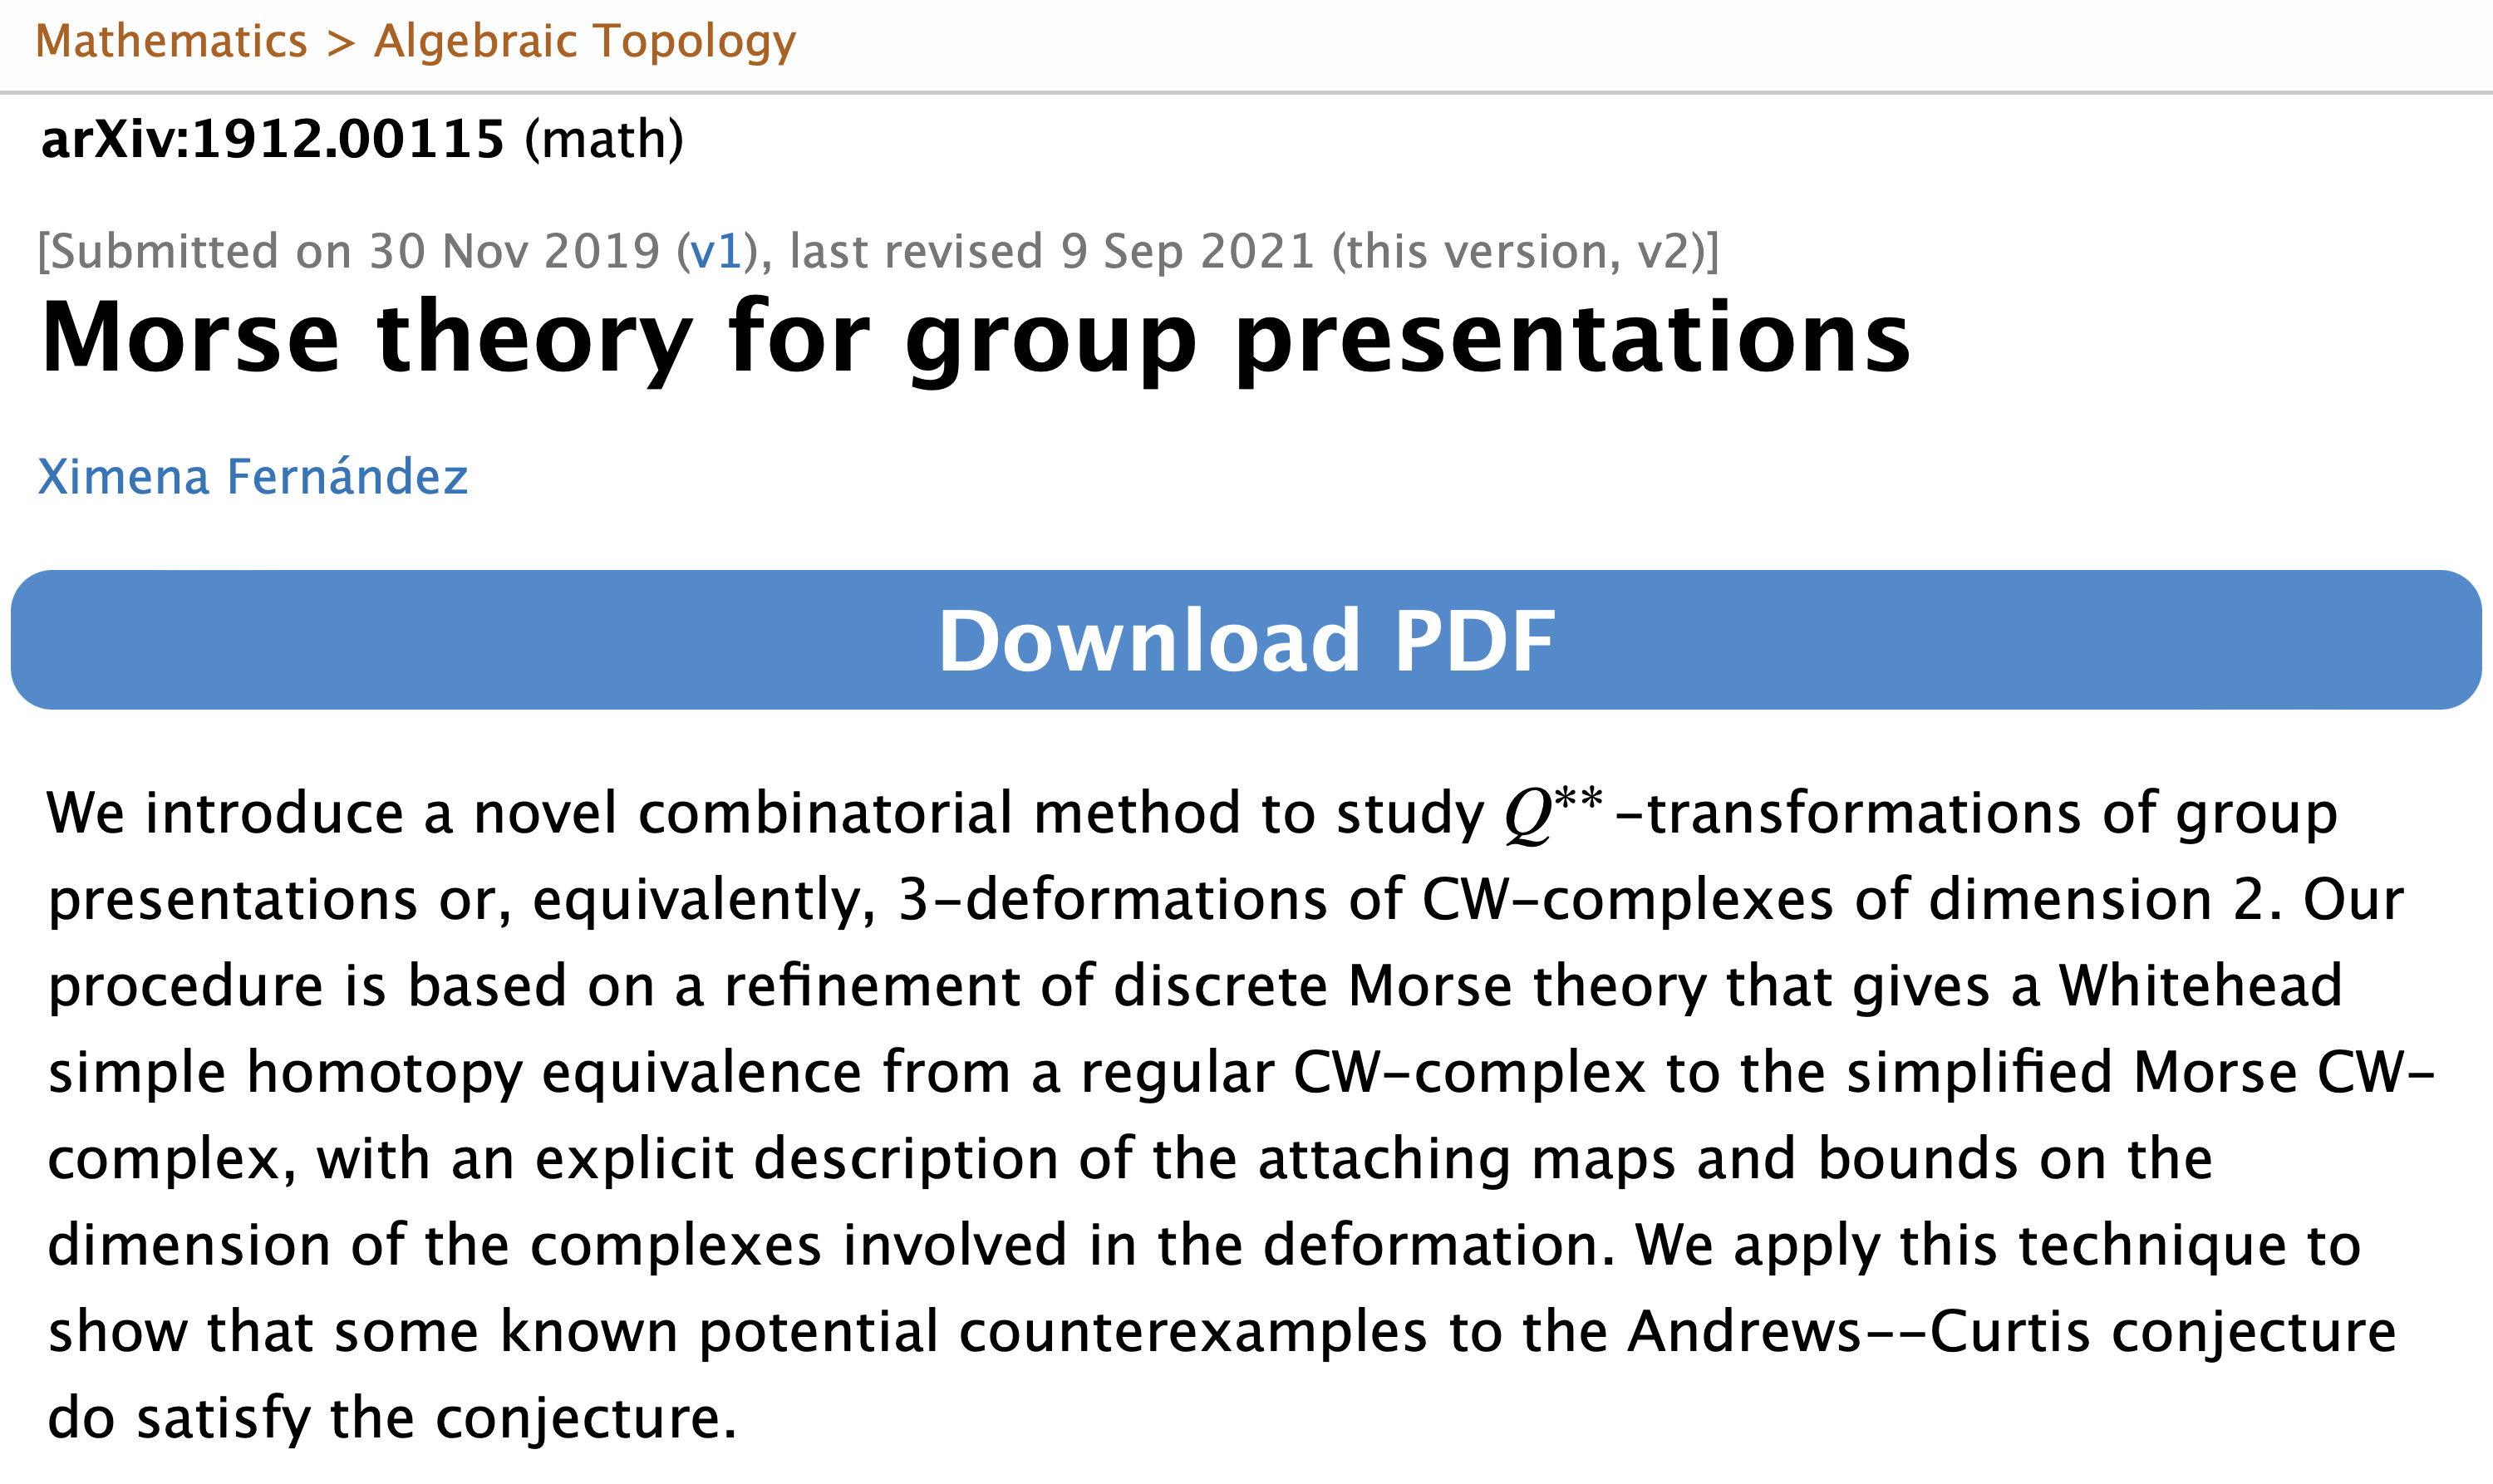 Mathematics > Algebraic Topology
arXiv:1912.00115 (math)
[Submitted on 30 Nov 2019 (v1), last revised 9 Sep 2021 (this version, v2)]
Morse theory for group presentations
Ximena Fernández
Download PDF
We introduce a novel combinatorial method to study Q** –transformations of group
presentations or, equivalently, 3–deformations of CW–complexes of dimension 2. Our
procedure is based on a refinement of discrete Morse theory that gives a Whitehead
simple homotopy equivalence from a regular CW–complex to the simplified Morse CW–
complex, with an explicit description of the attaching maps and bounds on the
dimension of the complexes involved in the deformation. We apply this technique to
show that some known potential counterexamples to the Andrews––Curtis conjecture
do satisfy the conjecture.